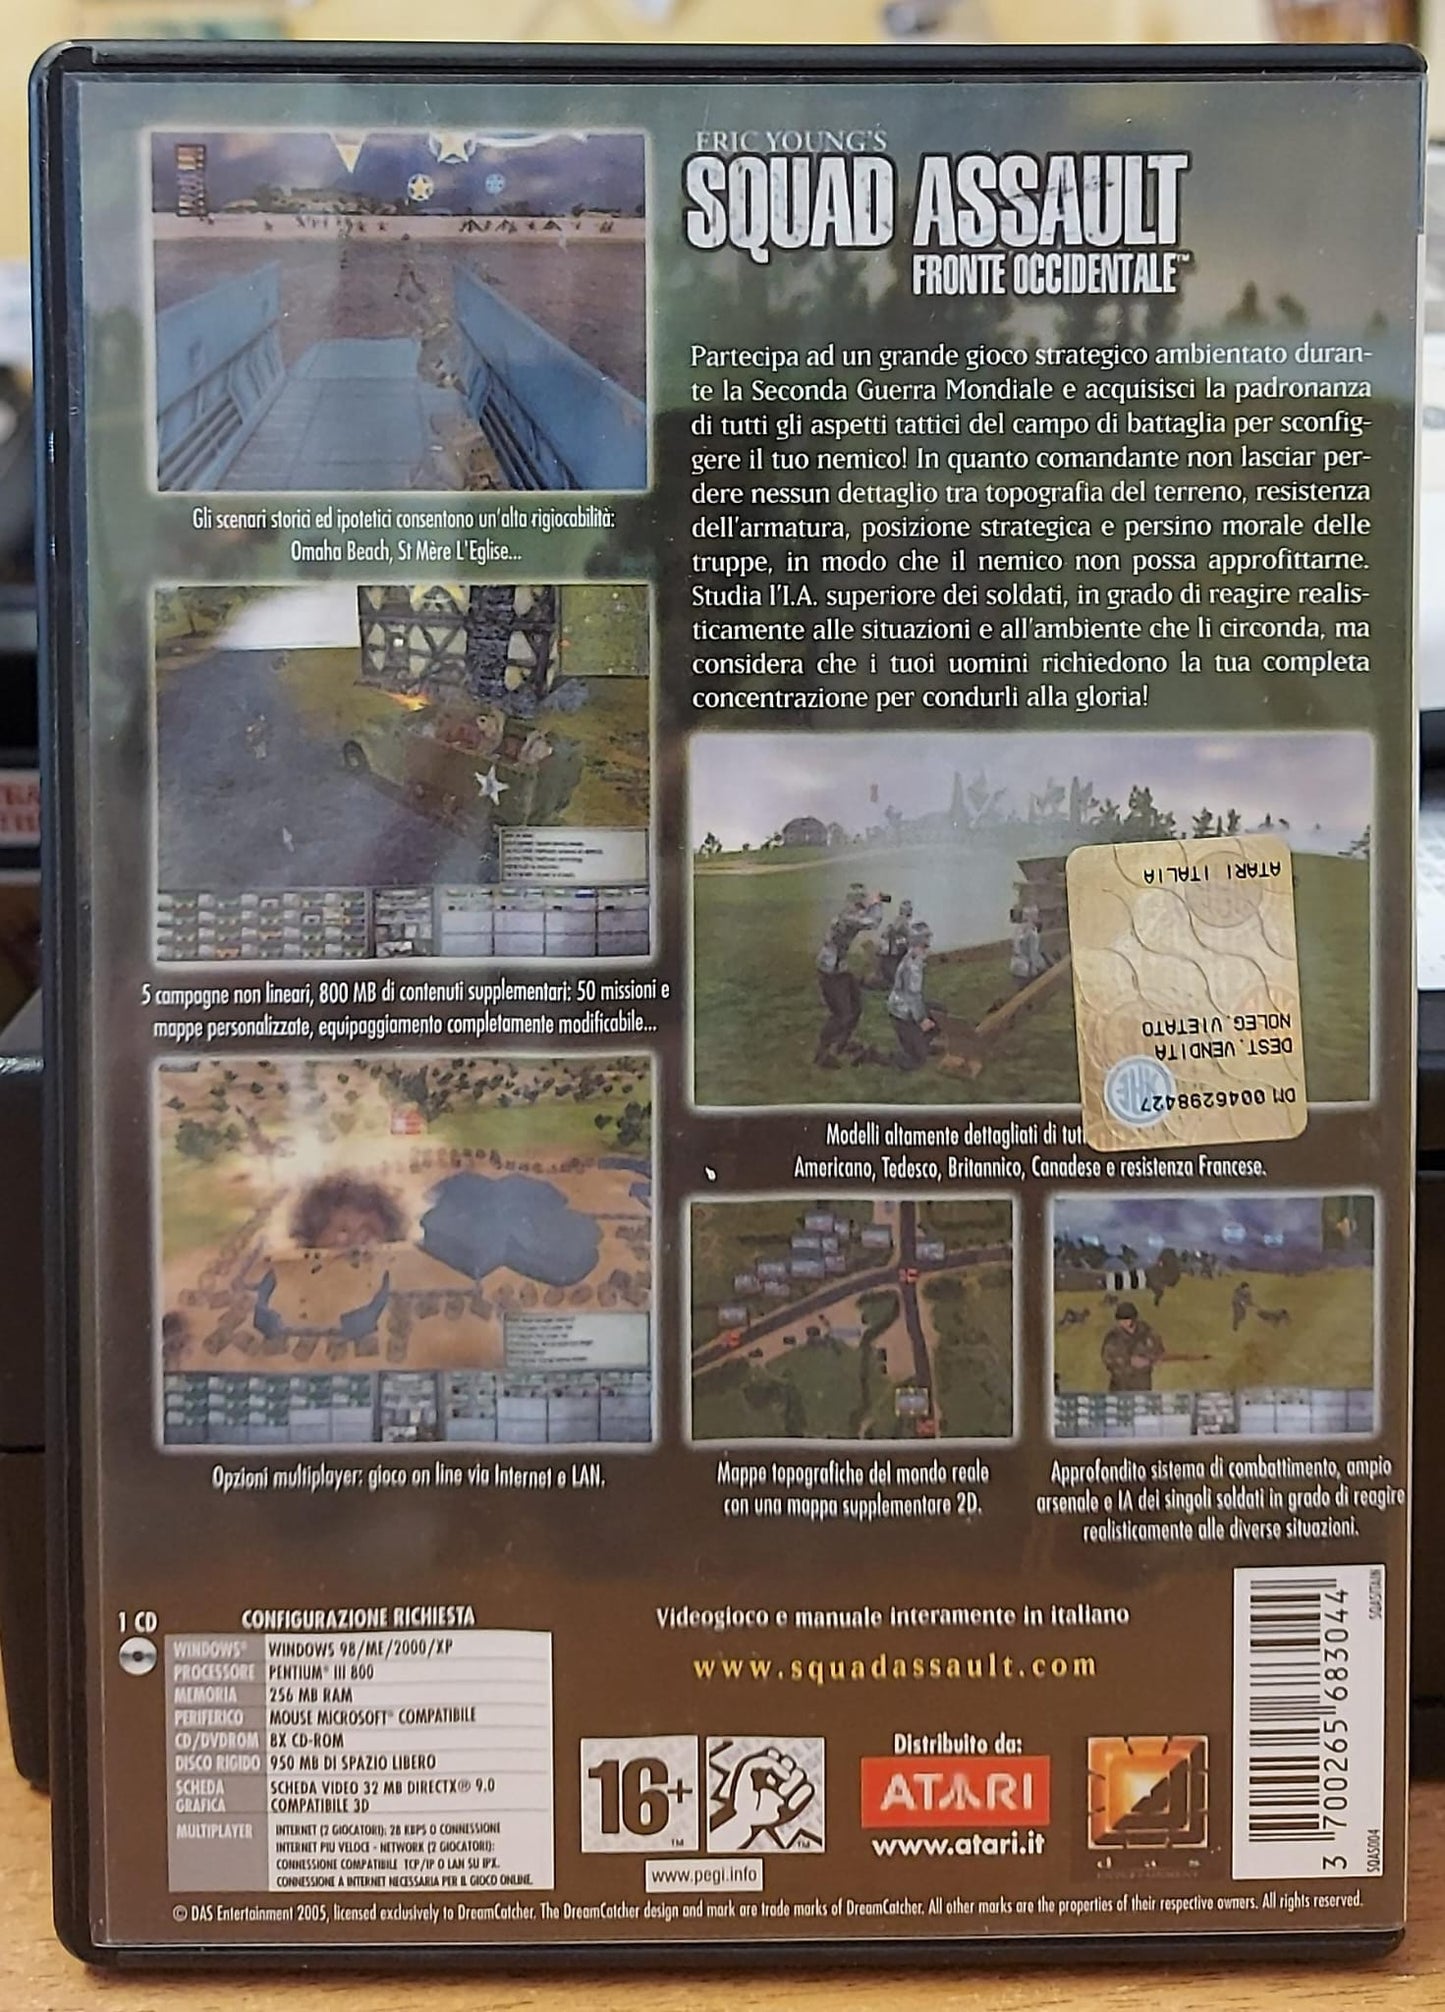 ERIC YOUNG'S
SQUAD ASSAULT
FRONTE OCCIDENTALE™
Partecipa ad un grande gioco strategico ambientato duran-
te la Seconda Guerra Mondiale e acquisisci la padronanza
di tutti gli aspetti tattici del campo di battaglia per sconfig-
gere il tuo nemico! In quanto comandante non lasciar per-
dere nessun dettaglio tra topografia del terreno, resistenza
dell'armatura, posizione strategica e persino morale delle
truppe, in modo che il nemico non possa approfittarne.
Studia l'I.A. superiore dei soldati, in grado di reagire realis-
ticamente alle situazioni e all'ambiente che li circonda, ma
considera che i tuoi uomini richiedono la tua completa
concentrazione per condurli alla gloria!
Gli scenari storici ed ipotetici consentono un'alta rigiocabilità:
Omaha Beach, St Mère L'Eglise...
5 campagne non lineari, 800 MB di contenuti supplementari: 50 missioni e
mappe personalizzate, equipaggiamento completamente modificabile...
ATARI ITALIA
NOLEG.VIETATO
DEST.VENDITA
DM 0046298427
Modelli altamente dettagliati di tut
Americano, Tedesco, Britannico, Canadese e resistenza Francese.
Opzioni multiplayer: gioco on line via Internet e LAN.
Mappe topografiche del mondo reale
con una mappa supplementare 2D.
Approfondito sistema di combattimento, ampio
arsenale e IA dei singoli soldati in grado di reagire
realisticamente alle diverse situazioni.
1 CD
CONFIGURAZIONE RICHIESTA
WINDOWS® WINDOWS 98/ME/2000/XP
PROCESSORE PENTIUM® III 800
MEMORIA 256 MB RAM
PERIFERICO MOUSE MICROSOFT® COMPATIBILE
CD/DVDROM 8X CD-ROM
DISCO RIGIDO 950 MB DI SPAZIO LIBERO
SCHEDA SCHEDA VIDEO 32 MB DIRECTX® 9.0
GRAFICA COMPATIBILE 3D
MULTIPLAYER INTERNET (2 GIOCATORI): 28 KBPS O CONNESSIONE
INTERNET PIU VELOCE - NETWORK (2 GIOCATORI):
CONNESSIONE COMPATIBILE TCP/IP O LAN SU IPX.
CONNESSIONE A INTERNET NECESSARIA PER IL GIOCO ONLINE.
Videogioco e manuale interamente in italiano
www.squadassault.com
16+
™
™
www.pegi.info
Distribuito da:
ATARI
www.atari.it
3 700265 683044
SQAS004
© DAS Entertainment 2005, licensed exclusively to DreamCatcher. The DreamCatcher design and mark are trade marks of DreamCatcher. All other marks are the properties of their respective owners. All rights reserved.